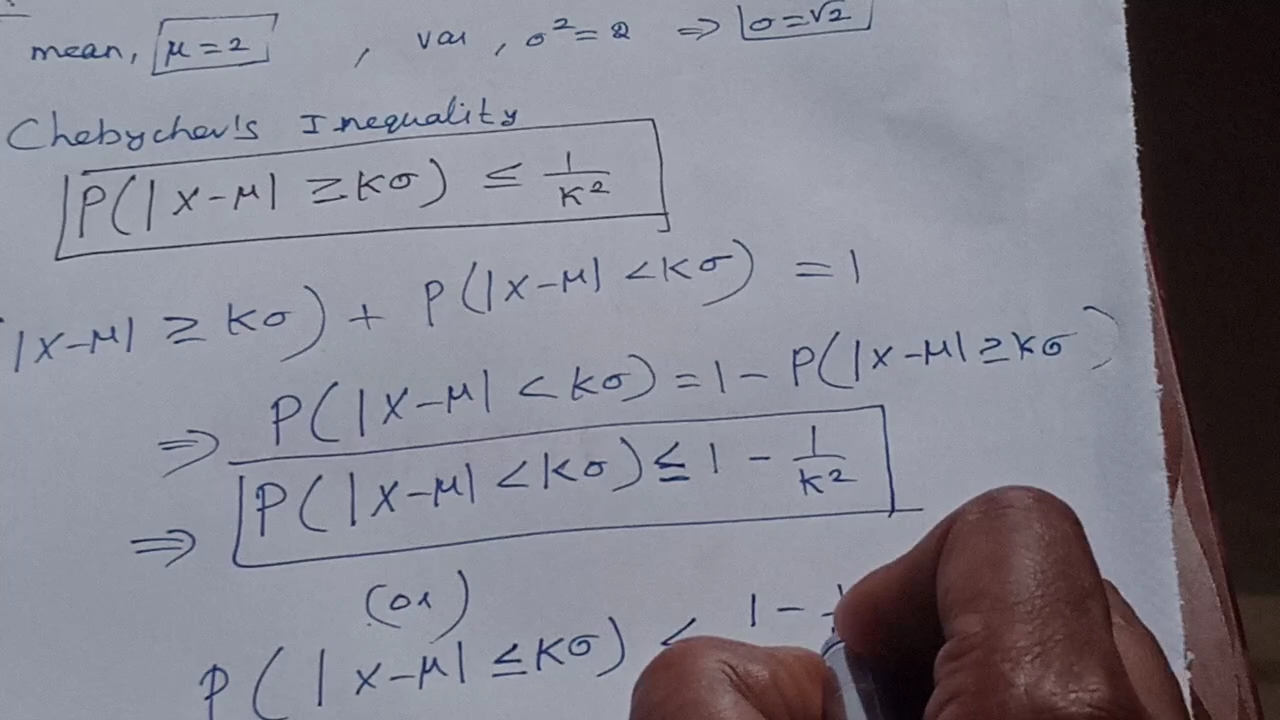 mean, μ = 2 , var , σ² = 2 ⇒ σ = √2
Chebychev's Inequality
P(|X-μ| ≥ kσ) ≤ 1/k²
|X-μ| ≥ kσ) + P(|X-μ| < kσ) = 1
⇒ P(|X-μ| < kσ) = 1 - P(|X-μ| ≥ kσ)
⇒ P(|X-μ| < kσ) ≤ 1 - 1/k²
(or)
P(|X-μ| ≤ kσ) < 1 -